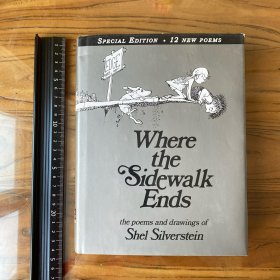 SPECIAL EDITION • 12 NEW POEMS
Where
the
Sidewalk
Ends
the poems and drawings of
Shel Silverstein